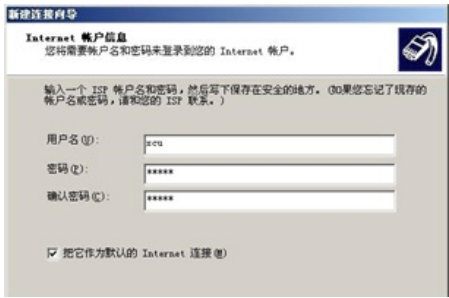 新建连接向导
Internet 帐户信息
您将需要帐户名和密码来登录到您的 Internet 帐户。
输入一个 ISP 帐户名和密码，然后写下保存在安全的地方。(如果您忘记了现存的
帐户名或密码，请和您的 ISP 联系。)
用户名(U):
xcu
密码(P):
*****
确认密码(C):
*****
把它作为默认的 Internet 连接(M)